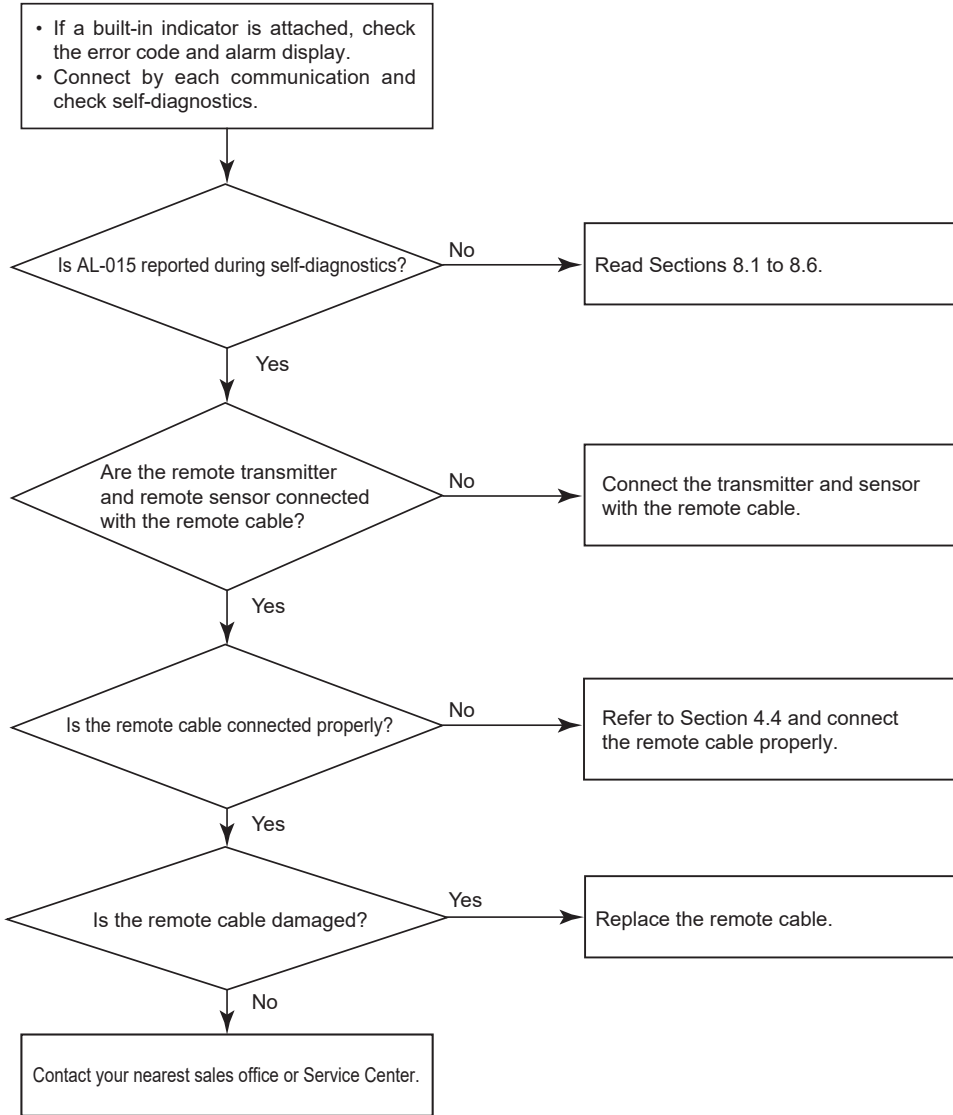 • If a built-in indicator is attached, check
the error code and alarm display.
• Connect by each communication and
check self-diagnostics.
Is AL-015 reported during self-diagnostics?
No
Read Sections 8.1 to 8.6.
Yes
Are the remote transmitter
and remote sensor connected
with the remote cable?
No
Connect the transmitter and sensor
with the remote cable.
Yes
Is the remote cable connected properly?
No
Refer to Section 4.4 and connect
the remote cable properly.
Yes
Is the remote cable damaged?
Yes
Replace the remote cable.
No
Contact your nearest sales office or Service Center.